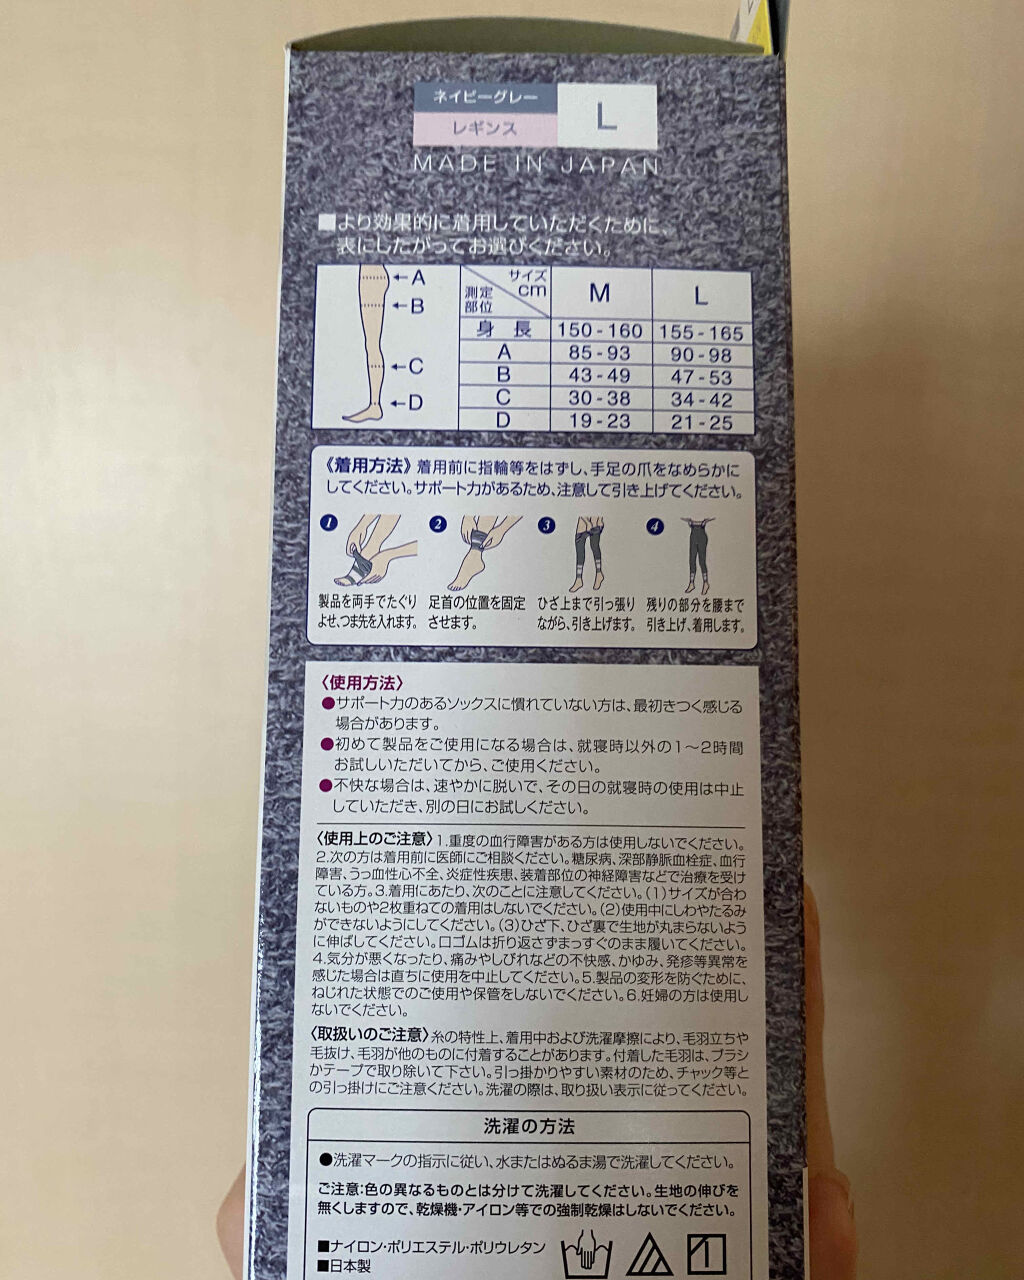 ネイビーグレー
レギンス
L
MADE IN JAPAN
■より効果的に着用していただくために、
表にしたがってお選びください。
←A
←B
←C
←D
サイズ cm 測定部位 M L
身長 150-160 155-165
A 85-93 90-98
B 43-49 47-53
C 30-38 34-42
D 19-23 21-25
《着用方法》着用前に指輪等をはずし、手足の爪をなめらかに
してください。サポート力があるため、注意して引き上げてください。
1 2 3 4
製品を両手でたぐり
よせ、つま先を入れます。
足首の位置を固定
させます。
ひざ上まで引っ張り
ながら、引き上げます。
残りの部分を腰まで
引き上げ、着用します。
〈使用方法〉
●サポート力のあるソックスに慣れていない方は、最初きつく感じる
場合があります。
●初めて製品をご使用になる場合は、就寝時以外の1〜2時間
お試しいただいてから、ご使用ください。
●不快な場合は、速やかに脱いで、その日の就寝時の使用は中止
していただき、別の日にお試しください。
〈使用上のご注意〉1.重度の血行障害がある方は使用しないでください。
2.次の方は着用前に医師にご相談ください。糖尿病、深部静脈血栓症、血行
障害、うっ血性心不全、炎症性疾患、装着部位の神経障害などで治療を受け
ている方。3.着用にあたり、次のことに注意してください。(1)サイズが合わ
ないものや2枚重ねての着用はしないでください。(2)使用中にしわやたるみ
ができないようにしてください。(3)ひざ下、ひざ裏で生地が丸まらないよう
に伸ばしてください。口ゴムは折り返さずまっすぐのまま履いてください。
4.気分が悪くなったり、痛みやしびれなどの不快感、かゆみ、発疹等異常を
感じた場合は直ちに使用を中止してください。5.製品の変形を防ぐために、
ねじれた状態でのご使用や保管をしないでください。6.妊婦の方は使用し
ないでください。
〈取扱いのご注意〉糸の特性上、着用中および洗濯摩擦により、毛羽立ちや
毛抜け、毛羽が他のものに付着することがあります。付着した毛羽は、ブラシ
かテープで取り除いて下さい。引っ掛かりやすい素材のため、チャック等と
の引っ掛けにご注意ください。洗濯の際は、取り扱い表示に従ってください。
洗濯の方法
●洗濯マークの指示に従い、水またはぬるま湯で洗濯してください。
ご注意:色の異なるものとは分けて洗濯してください。生地の伸びを
無くしますので、乾燥機・アイロン等での強制乾燥はしないでください。
■ナイロン・ポリエステル・ポリウレタン
■日本製